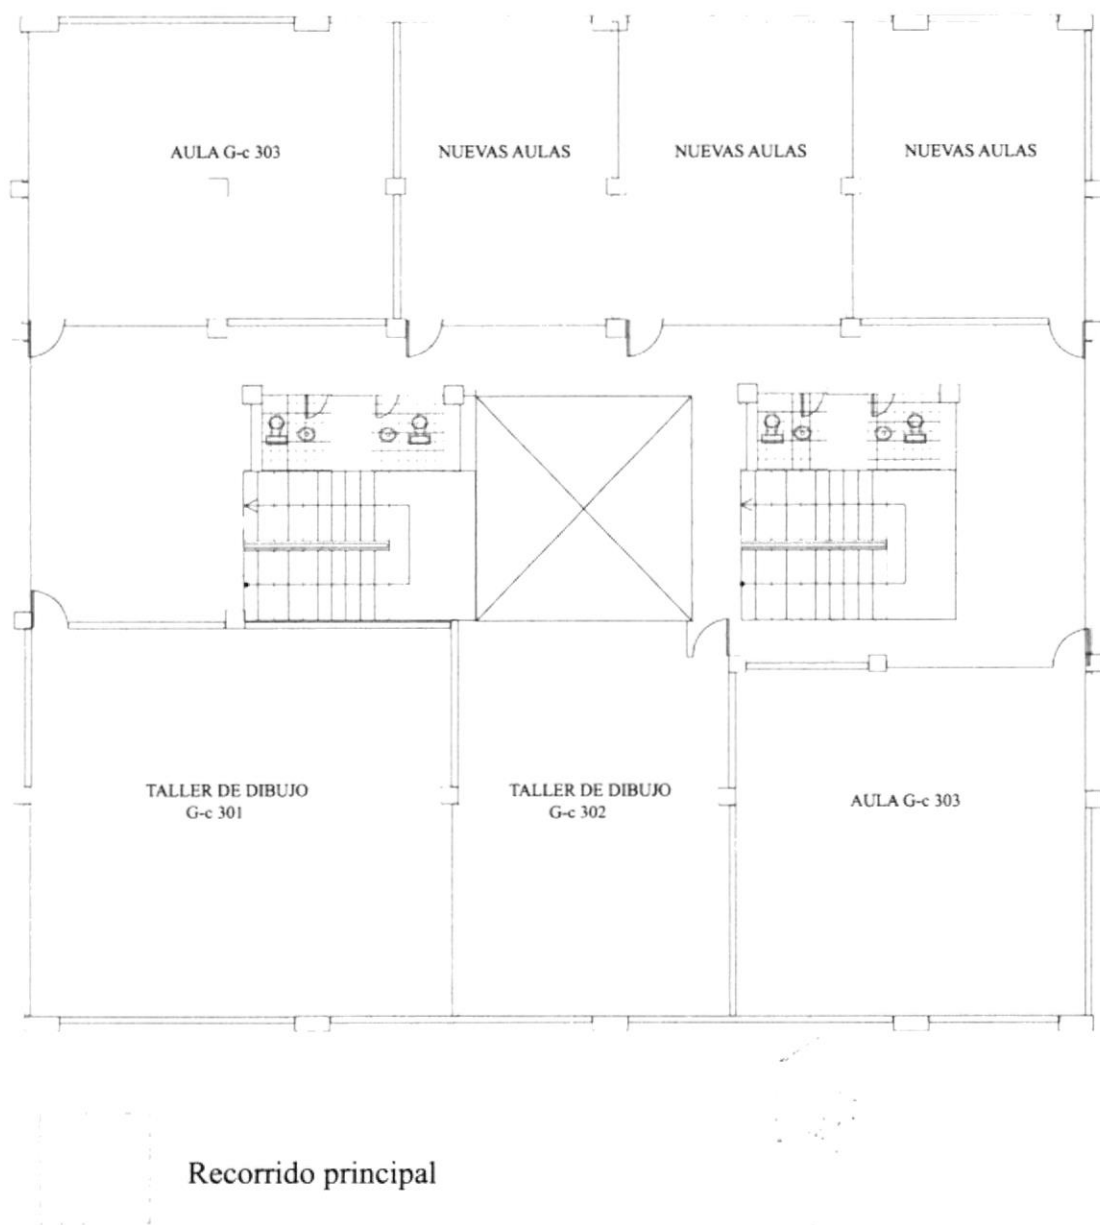 AULA G-c 303
NUEVAS AULAS
NUEVAS AULAS
NUEVAS AULAS
TALLER DE DIBUJO
G-c 301
TALLER DE DIBUJO
G-c 302
AULA G-c 303
Recorrido principal